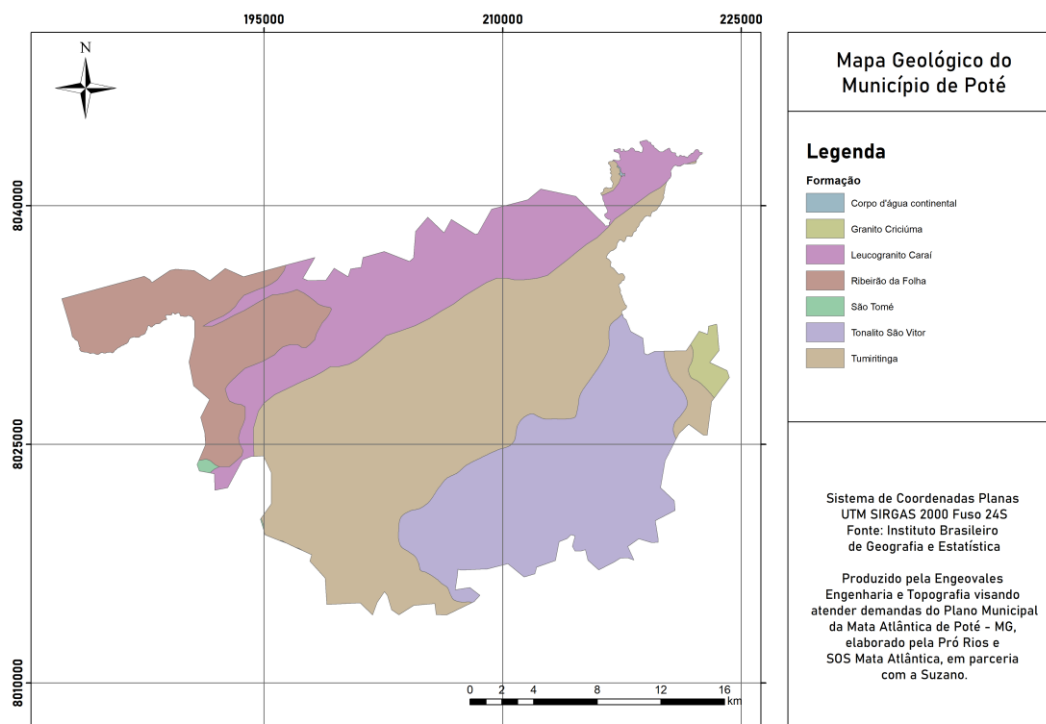 195000
210000
225000
N
8040000
8025000
8010000
0 2 4 8 12 16
km
Mapa Geológico do
Município de Poté
Legenda
Formação
Corpo d'água continental
Granito Criciúma
Leucogranito Caraí
Ribeirão da Folha
São Tomé
Tonalito São Vitor
Tumiritinga
Sistema de Coordenadas Planas
UTM SIRGAS 2000 Fuso 24S
Fonte: Instituto Brasileiro
de Geografia e Estatística
Produzido pela Engeovales
Engenharia e Topografia visando
atender demandas do Plano Municipal
da Mata Atlântica de Poté - MG,
elaborado pela Pró Rios e
SOS Mata Atlântica, em parceria
com a Suzano.